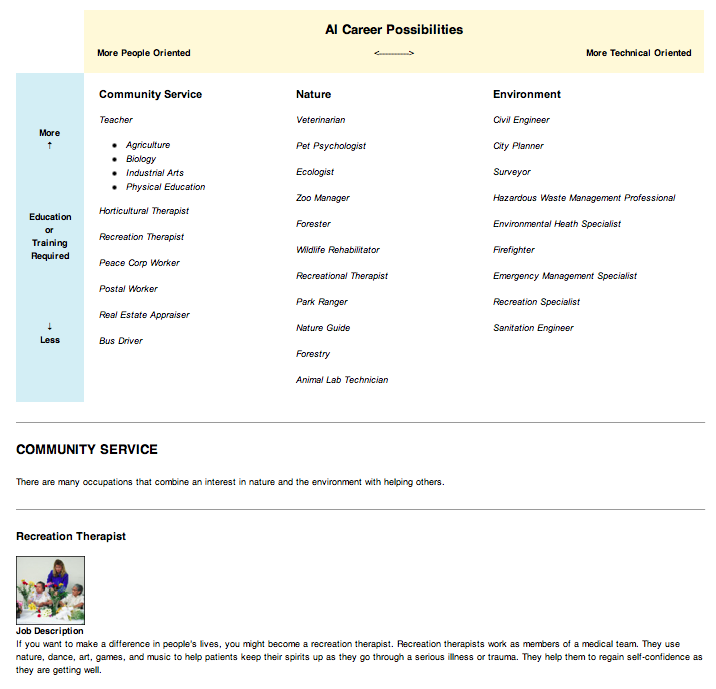 AI Career Possibilities
More People Oriented <----------> More Technical Oriented
More
↑
Education
or
Training
Required
↓
Less
Community Service
Teacher
• Agriculture
• Biology
• Industrial Arts
• Physical Education
Horticultural Therapist
Recreation Therapist
Peace Corp Worker
Postal Worker
Real Estate Appraiser
Bus Driver
Nature
Veterinarian
Pet Psychologist
Ecologist
Zoo Manager
Forester
Wildlife Rehabilitator
Recreational Therapist
Park Ranger
Nature Guide
Forestry
Animal Lab Technician
Environment
Civil Engineer
City Planner
Surveyor
Hazardous Waste Management Professional
Environmental Heath Specialist
Firefighter
Emergency Management Specialist
Recreation Specialist
Sanitation Engineer
COMMUNITY SERVICE
There are many occupations that combine an interest in nature and the environment with helping others.
Recreation Therapist
Job Description
If you want to make a difference in people's lives, you might become a recreation therapist. Recreation therapists work as members of a medical team. They use
nature, dance, art, games, and music to help patients keep their spirits up as they go through a serious illness or trauma. They help them to regain self-confidence as
they are getting well.